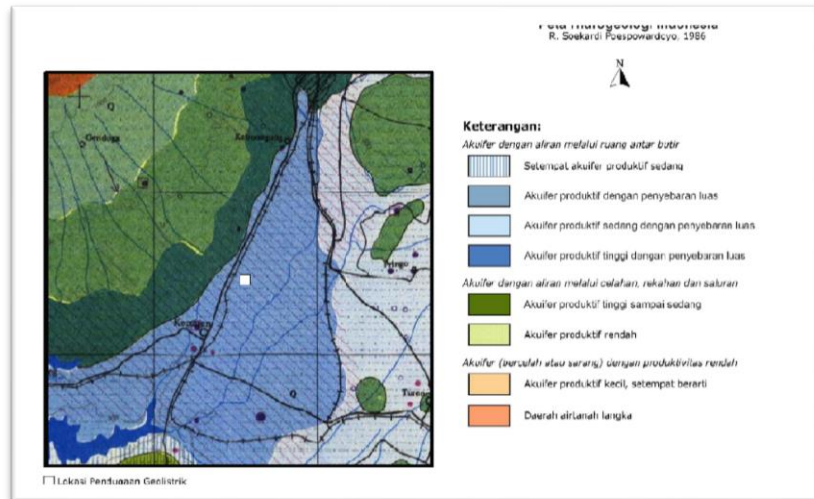 R. Soekardi Poespowardoyo, 1986
N
Keterangan:
Akuifer dengan aliran melalui ruang antar butir
Setempat akuifer produktif sedang
Akuifer produktif dengan penyebaran luas
Akuifer produktif sedang dengan penyebaran luas
Akuifer produktif tinggi dengan penyebaran luas
Akuifer dengan aliran melalui celahan, rekahan dan saluran
Akuifer produktif tinggi sampai sedang
Akuifer produktif rendah
Akuifer (bercelah atau sarang) dengan produktivitas rendah
Akuifer produktif kecil, setempat berarti
Daerah airtanah langka
Q
Q
Lokasi Pendugaan Geolistrik